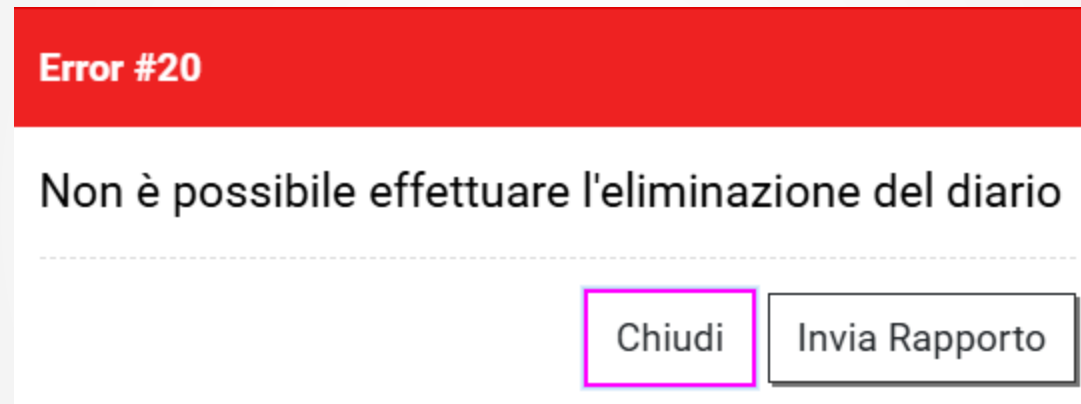 Error #20
Non è possibile effettuare l'eliminazione del diario
Chiudi
Invia Rapporto